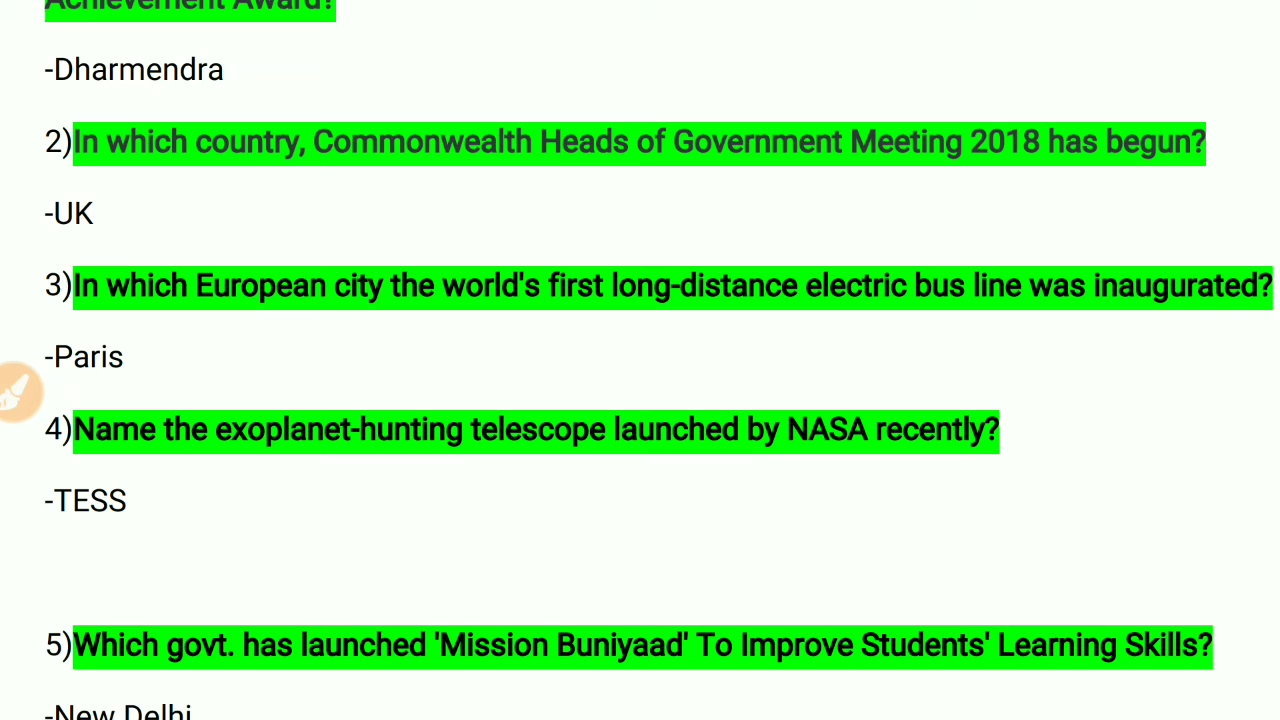 Achievement Award?
-Dharmendra
2)In which country, Commonwealth Heads of Government Meeting 2018 has begun?
-UK
3)In which European city the world's first long-distance electric bus line was inaugurated?
-Paris
4)Name the exoplanet-hunting telescope launched by NASA recently?
-TESS
5)Which govt. has launched 'Mission Buniyaad' To Improve Students' Learning Skills?
-New Delhi